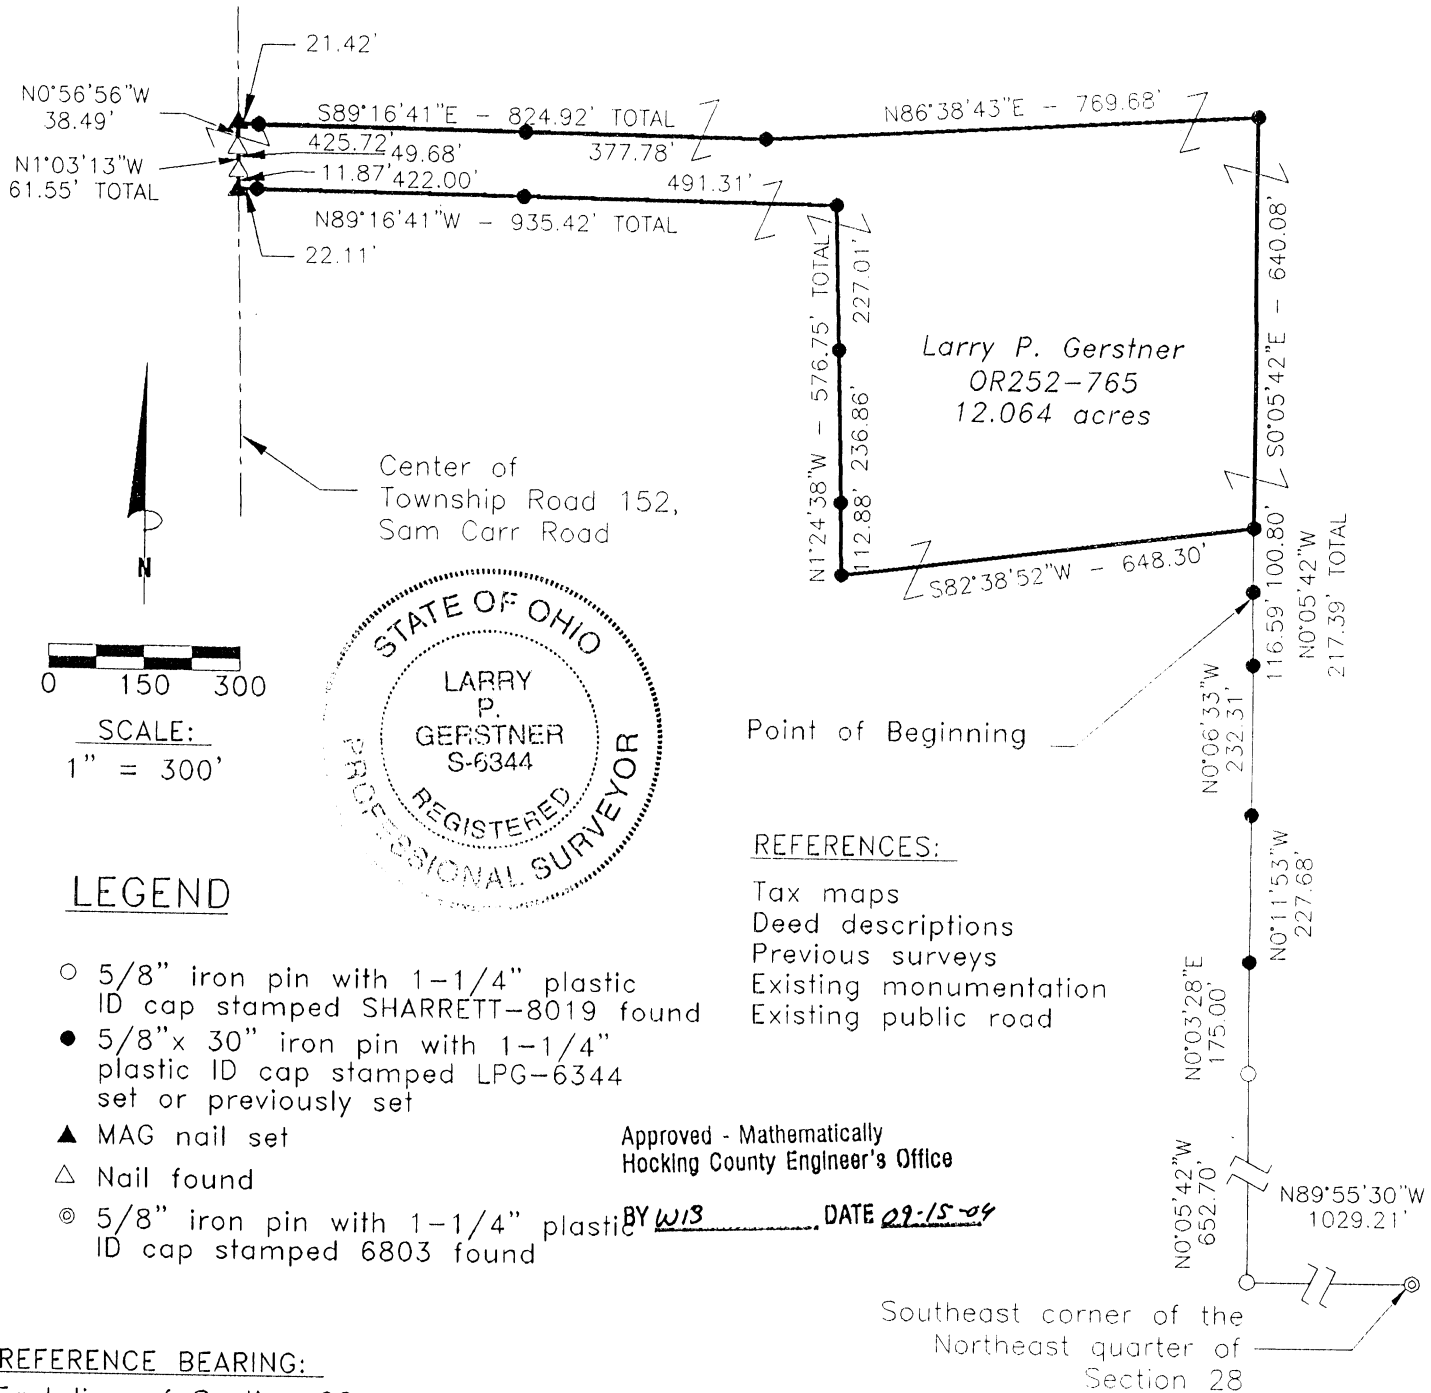 21.42'
N0°56'56"W
38.49'
S89°16'41"E - 824.92' TOTAL
N86°38'43"E - 769.68'
425.72
49.68'
377.78'
N1°03'13"W
61.55' TOTAL
11.87'
422.00'
491.31'
N89°16'41"W - 935.42' TOTAL
22.11'
N1°24'38"W - 576.75' TOTAL
227.01'
236.86'
112.88'
S0°05'42"E - 640.08'
Larry P. Gerstner
OR252-765
12.064 acres
Center of
Township Road 152,
Sam Carr Road
S82°38'52"W - 648.30'
100.80'
116.59'
N0°05'42"W
217.39' TOTAL
N
0 150 300
SCALE:
1" = 300'
STATE OF OHIO
LARRY
P.
GERSTNER
S-6344
REGISTERED
PROFESSIONAL SURVEYOR
Point of Beginning
N0°06'33"W
232.31'
N0°11'53"W
227.68'
N0°03'28"E
175.00'
N0°05'42"W
652.70'
N89°55'30"W
1029.21'
Southeast corner of the
Northeast quarter of
Section 28
REFERENCES:
Tax maps
Deed descriptions
Previous surveys
Existing monumentation
Existing public road
LEGEND
5/8" iron pin with 1-1/4" plastic
ID cap stamped SHARRETT-8019 found
5/8"x 30" iron pin with 1-1/4"
plastic ID cap stamped LPG-6344
set or previously set
MAG nail set
Nail found
5/8" iron pin with 1-1/4" plastic
ID cap stamped 6803 found
Approved - Mathematically
Hocking County Engineer's Office
BY WB DATE 09-15-04
REFERENCE BEARING: